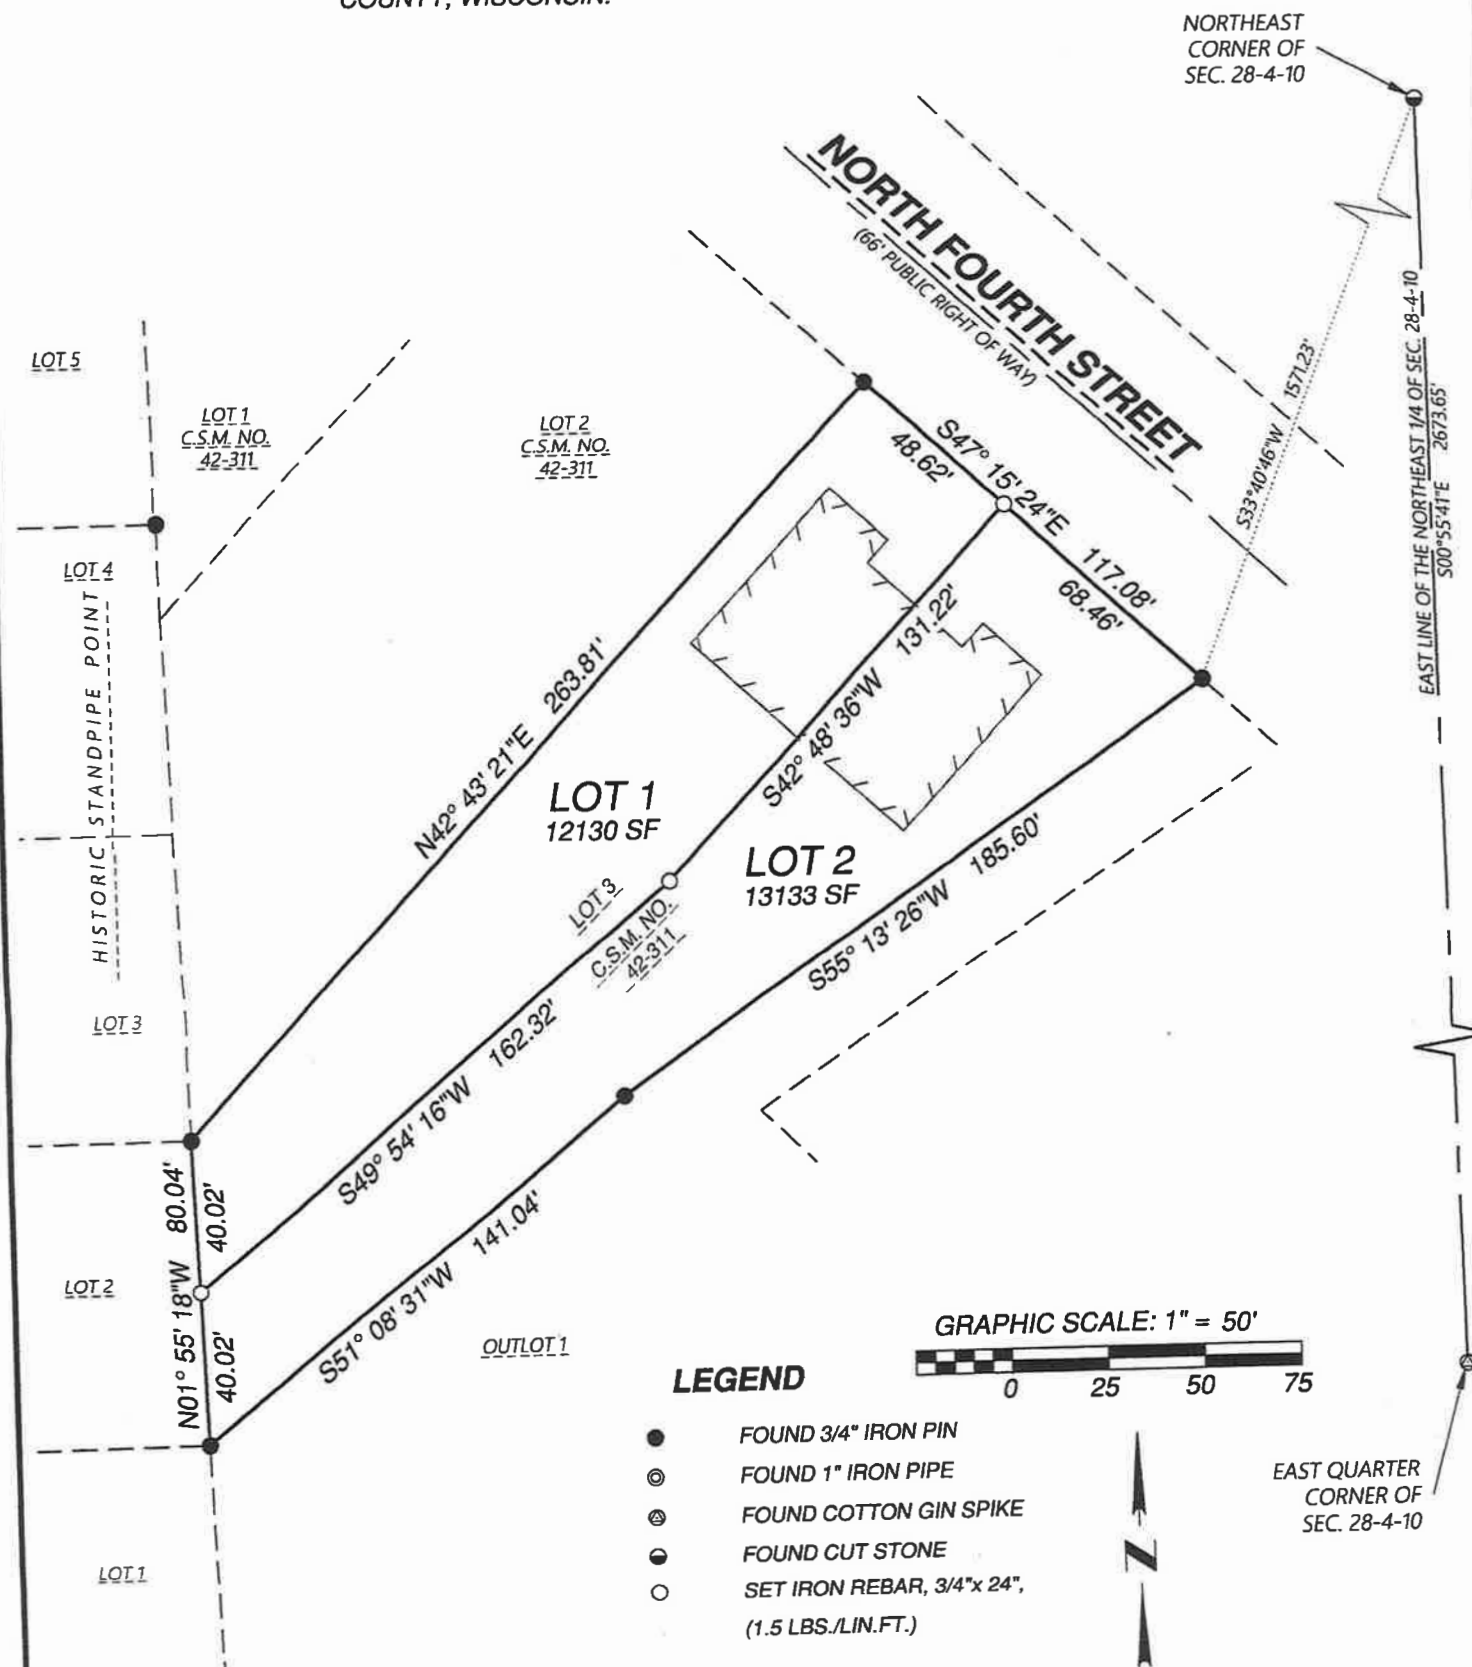 COUNTY, WISCONSIN.
NORTHEAST
CORNER OF
SEC. 28-4-10
NORTH FOURTH STREET
(66' PUBLIC RIGHT OF WAY)
LOT 5
LOT 1
C.S.M. NO.
42-311
LOT 2
C.S.M. NO.
42-311
S47° 15' 24"E 117.08'
48.62'
68.46'
S33°40'46"W 1571.23'
EAST LINE OF THE NORTHEAST 1/4 OF SEC. 28-4-10
S00°55'41"E 2673.65'
LOT 4
HISTORIC STANDPIPE POINT
N42° 43' 21"E 263.81'
S42° 48' 36"W 131.22'
LOT 1
12130 SF
LOT 2
13133 SF
LOT 3
C.S.M. NO.
42-311
S55° 13' 26"W 185.60'
LOT 3
S49° 54' 16"W 162.32'
N01° 55' 18"W 80.04'
40.02'
40.02'
S51° 08' 31"W 141.04'
LOT 2
OUTLOT 1
LOT 1
GRAPHIC SCALE: 1" = 50'
0 25 50 75
LEGEND
FOUND 3/4" IRON PIN
FOUND 1" IRON PIPE
FOUND COTTON GIN SPIKE
FOUND CUT STONE
SET IRON REBAR, 3/4"x 24",
(1.5 LBS./LIN.FT.)
N
EAST QUARTER
CORNER OF
SEC. 28-4-10